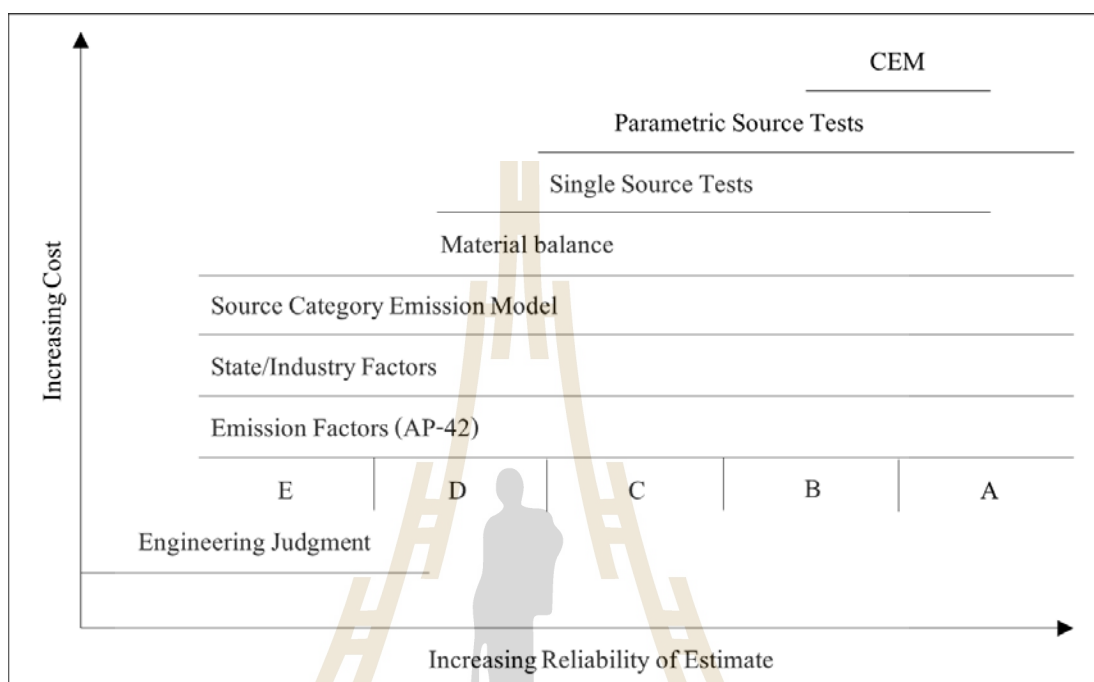 CEM
Parametric Source Tests
Single Source Tests
Material balance
Source Category Emission Model
State/Industry Factors
Emission Factors (AP-42)
E D C B A
Engineering Judgment
Increasing Reliability of Estimate
Increasing Cost